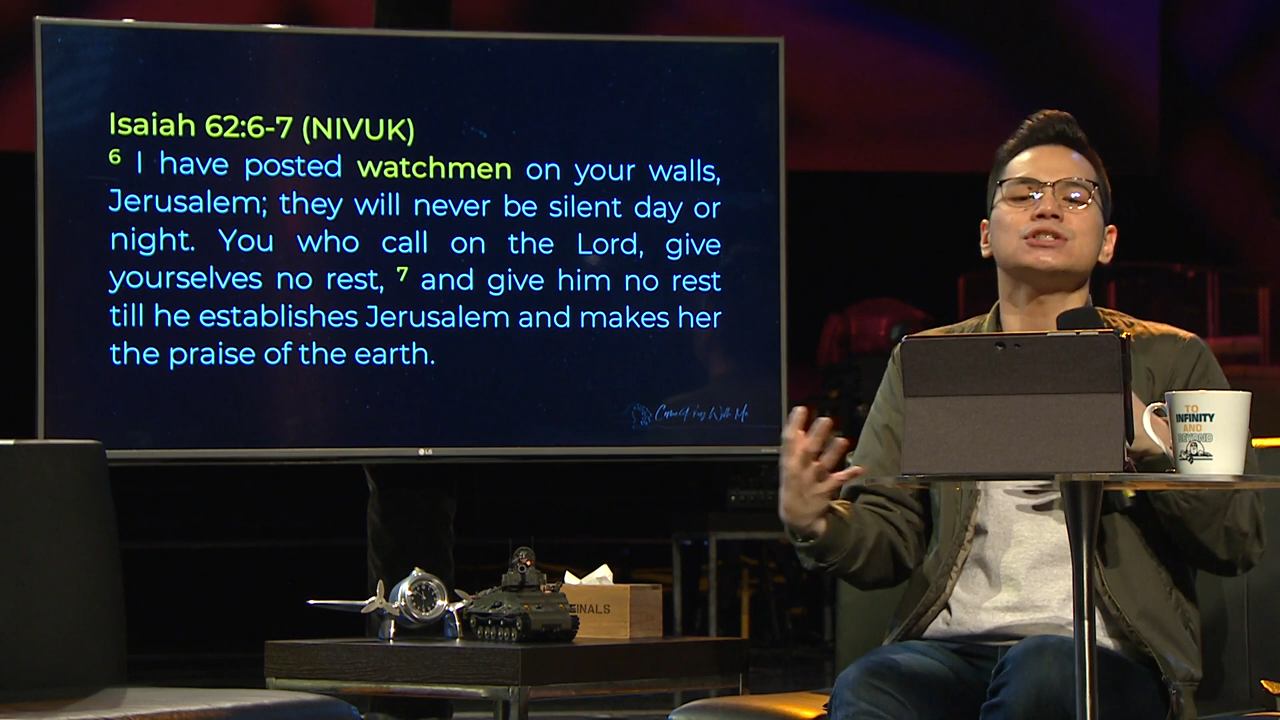 Isaiah 62:6-7 (NIVUK)
6 I have posted watchmen on your walls,
Jerusalem; they will never be silent day or
night. You who call on the Lord, give
yourselves no rest, 7 and give him no rest
till he establishes Jerusalem and makes her
the praise of the earth.
LG
TO
INFINITY
AND
BEYOND